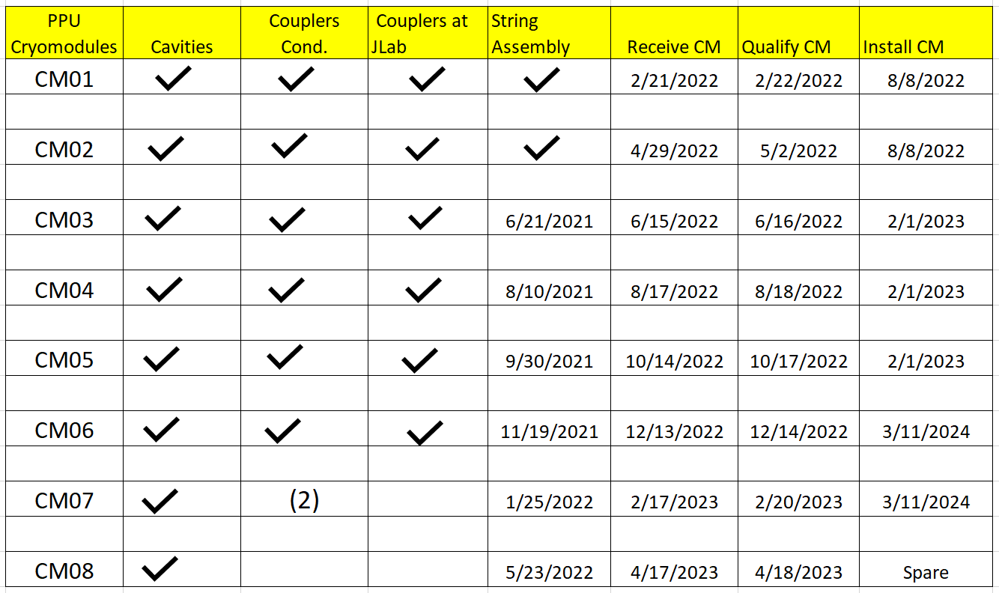 PPU Cryomodules Cavities Couplers Cond. Couplers at JLab String Assembly Receive CM Qualify CM Install CM
CM01 ✓ ✓ ✓ ✓ 2/21/2022 2/22/2022 8/8/2022
CM02 ✓ ✓ ✓ ✓ 4/29/2022 5/2/2022 8/8/2022
CM03 ✓ ✓ ✓ 6/21/2021 6/15/2022 6/16/2022 2/1/2023
CM04 ✓ ✓ ✓ 8/10/2021 8/17/2022 8/18/2022 2/1/2023
CM05 ✓ ✓ ✓ 9/30/2021 10/14/2022 10/17/2022 2/1/2023
CM06 ✓ ✓ ✓ 11/19/2021 12/13/2022 12/14/2022 3/11/2024
CM07 ✓ (2) 1/25/2022 2/17/2023 2/20/2023 3/11/2024
CM08 ✓ 5/23/2022 4/17/2023 4/18/2023 Spare